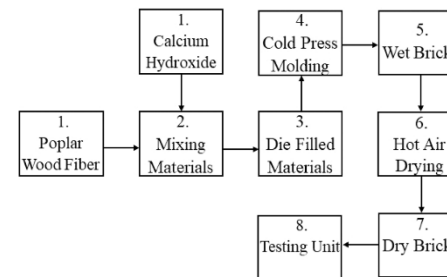 1.
Calcium
Hydroxide
4.
Cold Press
Molding
5.
Wet Brick
1.
Poplar
Wood Fiber
2.
Mixing
Materials
3.
Die Filled
Materials
6.
Hot Air
Drying
8.
Testing Unit
7.
Dry Brick